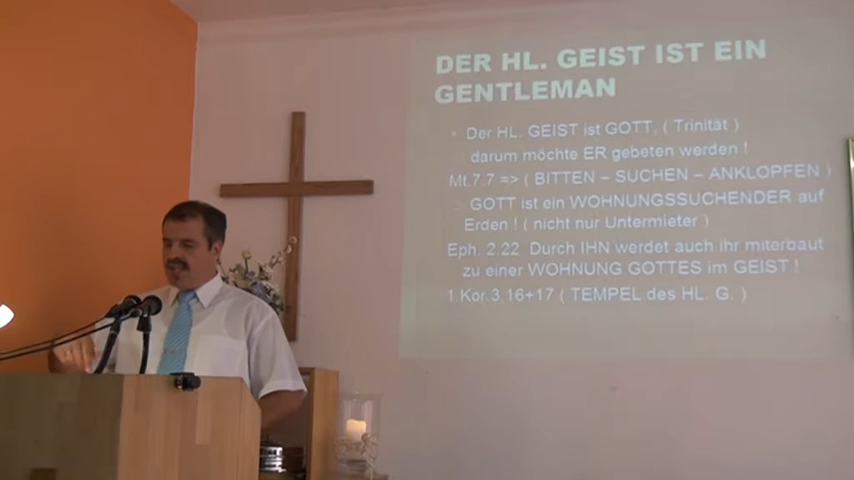 DER HL. GEIST IST EIN
GENTLEMAN
• Der HL. GEIST ist GOTT, ( Trinität )
darum möchte ER gebeten werden !
Mt.7.7 => ( BITTEN – SUCHEN – ANKLOPFEN )
GOTT ist ein WOHNUNGSSUCHENDER auf
Erden ! ( nicht nur Untermieter )
Eph. 2.22 Durch IHN werdet auch ihr miterbaut
zu einer WOHNUNG GOTTES im GEIST !
1.Kor.3.16+17 ( TEMPEL des HL. G. )